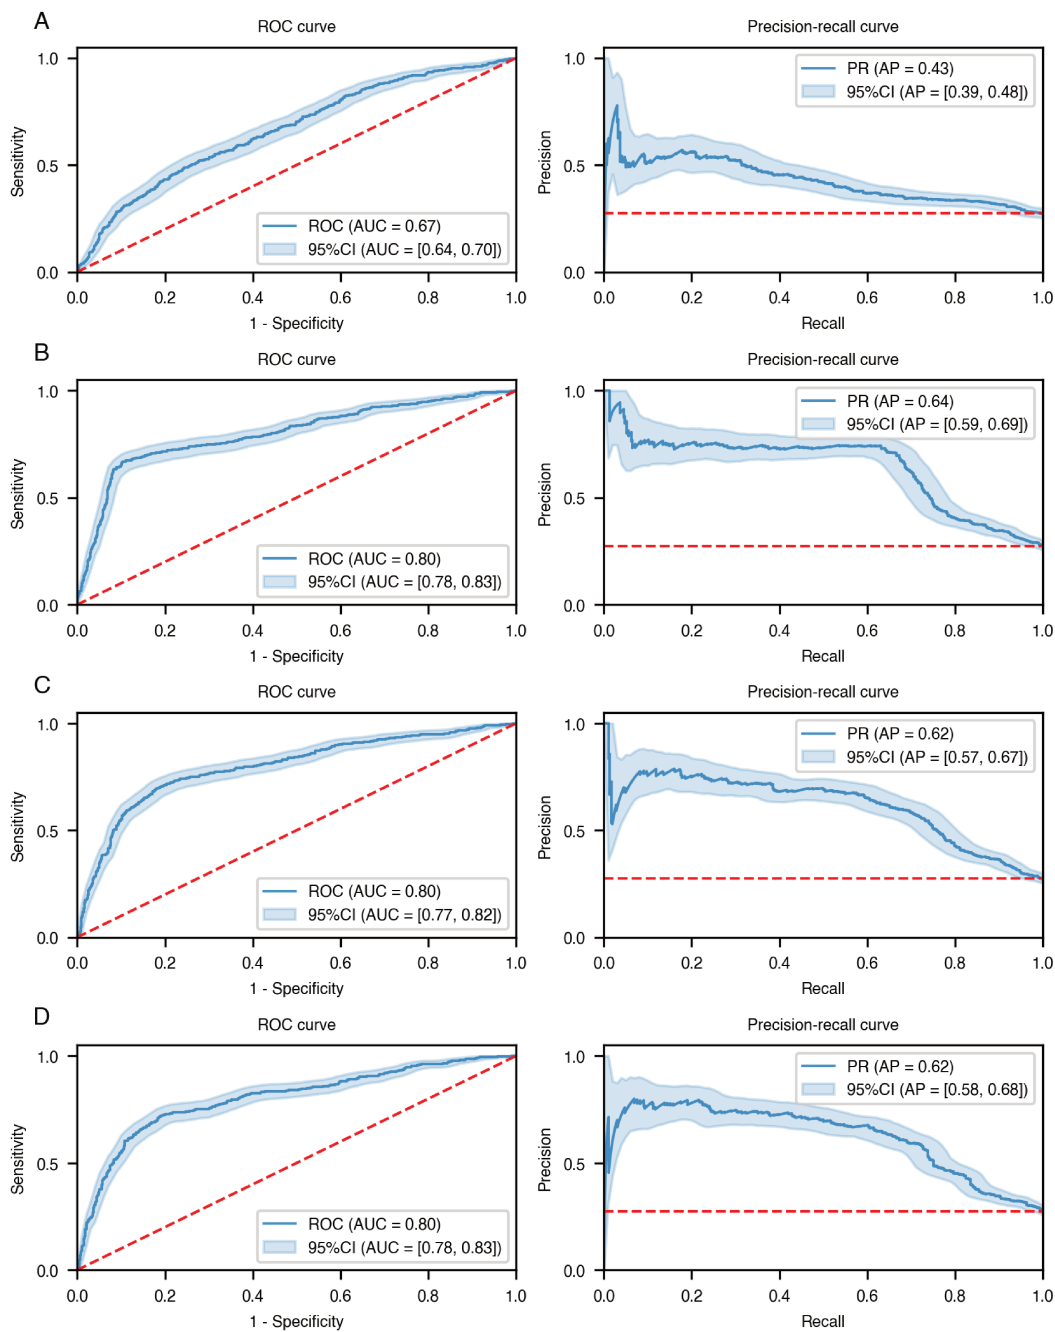 A
ROC curve
1.0
0.5
0.0
Sensitivity
ROC (AUC = 0.67)
95%CI (AUC = [0.64, 0.70])
0.0 0.2 0.4 0.6 0.8 1.0
1 - Specificity
Precision-recall curve
1.0
0.5
0.0
Precision
PR (AP = 0.43)
95%CI (AP = [0.39, 0.48])
0.0 0.2 0.4 0.6 0.8 1.0
Recall
B
ROC curve
1.0
0.5
0.0
Sensitivity
ROC (AUC = 0.80)
95%CI (AUC = [0.78, 0.83])
0.0 0.2 0.4 0.6 0.8 1.0
1 - Specificity
Precision-recall curve
1.0
0.5
0.0
Precision
PR (AP = 0.64)
95%CI (AP = [0.59, 0.69])
0.0 0.2 0.4 0.6 0.8 1.0
Recall
C
ROC curve
1.0
0.5
0.0
Sensitivity
ROC (AUC = 0.80)
95%CI (AUC = [0.77, 0.82])
0.0 0.2 0.4 0.6 0.8 1.0
1 - Specificity
Precision-recall curve
1.0
0.5
0.0
Precision
PR (AP = 0.62)
95%CI (AP = [0.57, 0.67])
0.0 0.2 0.4 0.6 0.8 1.0
Recall
D
ROC curve
1.0
0.5
0.0
Sensitivity
ROC (AUC = 0.80)
95%CI (AUC = [0.78, 0.83])
0.0 0.2 0.4 0.6 0.8 1.0
1 - Specificity
Precision-recall curve
1.0
0.5
0.0
Precision
PR (AP = 0.62)
95%CI (AP = [0.58, 0.68])
0.0 0.2 0.4 0.6 0.8 1.0
Recall